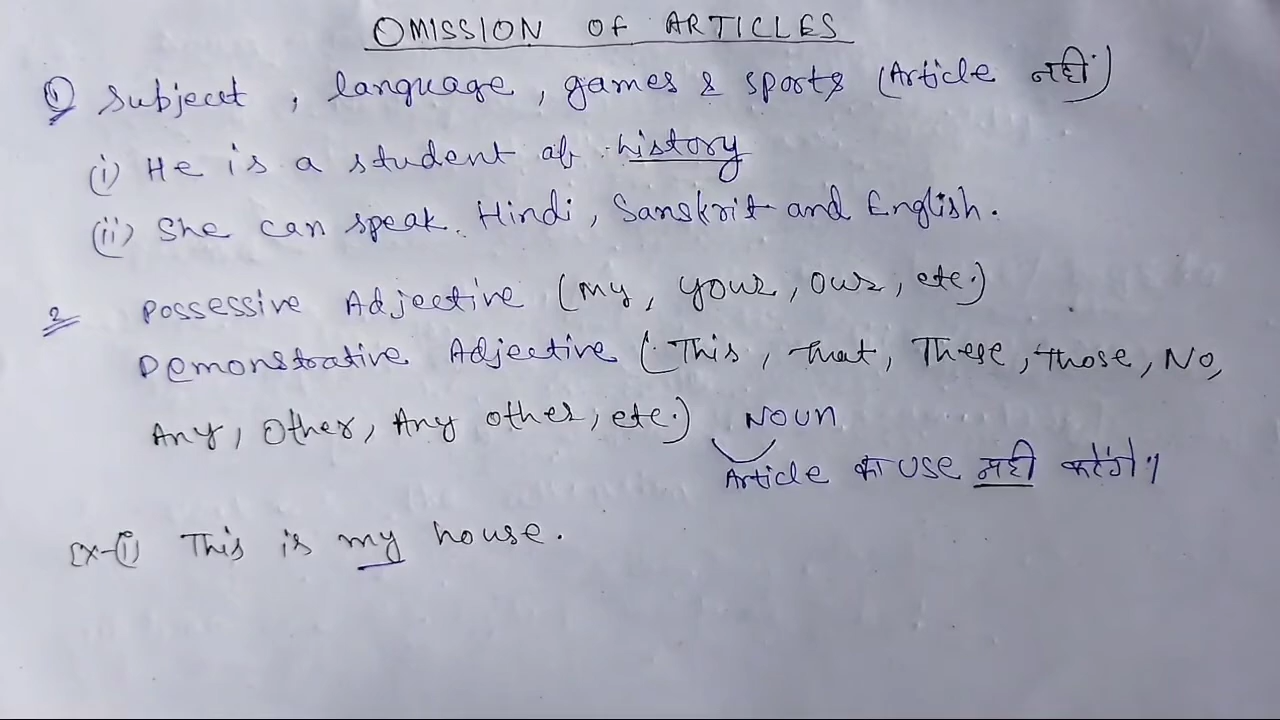 OMISSION OF ARTICLES
① Subject, language, games & sports (Article नहीं)
(i) He is a student of history
(ii) She can speak Hindi, Sanskrit and English.
2 Possessive Adjective (My, your, Our, etc.)
Demonstrative Adjective (This, that, These, those, No,
Any, Other, Any other, etc.) Noun
Article का use नहीं करेंगे।
Ex-(i) This is my house.